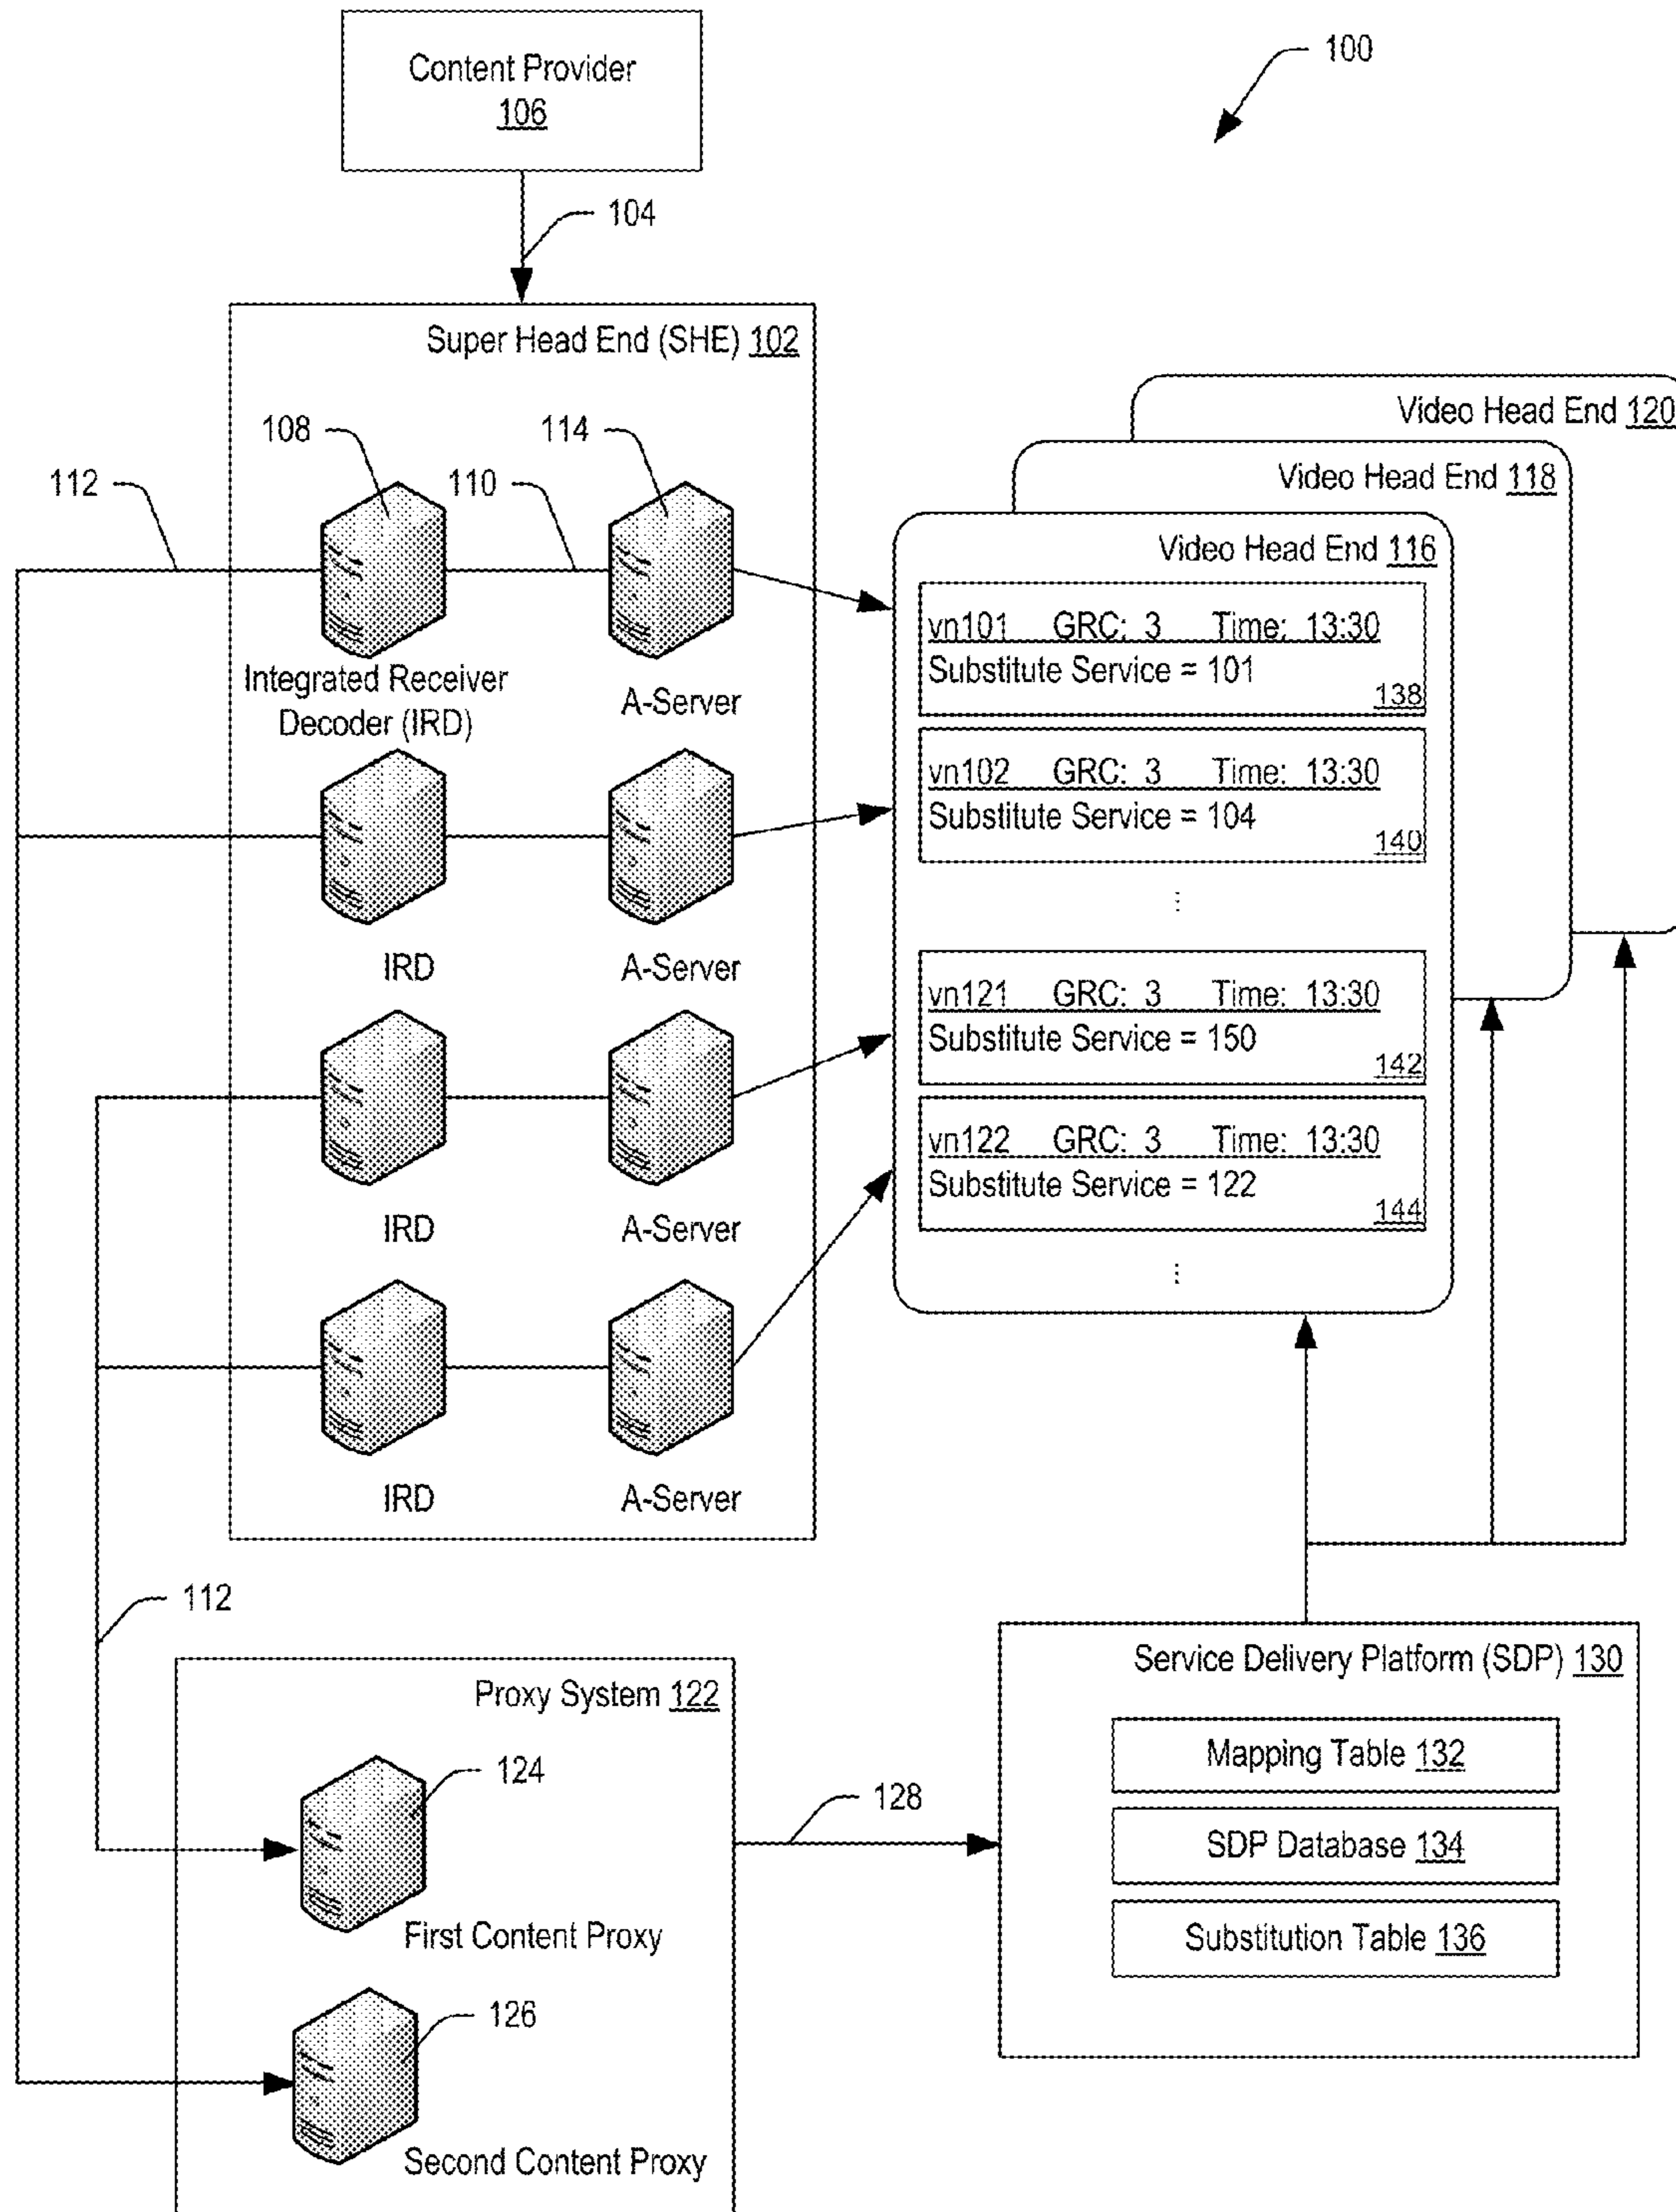 Content Provider
106
100
104
Super Head End (SHE) 102
108
114
112
110
Integrated Receiver
Decoder (IRD)
A-Server
IRD
A-Server
IRD
A-Server
IRD
A-Server
Video Head End 120
Video Head End 118
Video Head End 116
vn101 GRC: 3 Time: 13:30
Substitute Service = 101
138
vn102 GRC: 3 Time: 13:30
Substitute Service = 104
140
⋮
vn121 GRC: 3 Time: 13:30
Substitute Service = 150
142
vn122 GRC: 3 Time: 13:30
Substitute Service = 122
144
⋮
112
Proxy System 122
124
First Content Proxy
126
Second Content Proxy
128
Service Delivery Platform (SDP) 130
Mapping Table 132
SDP Database 134
Substitution Table 136